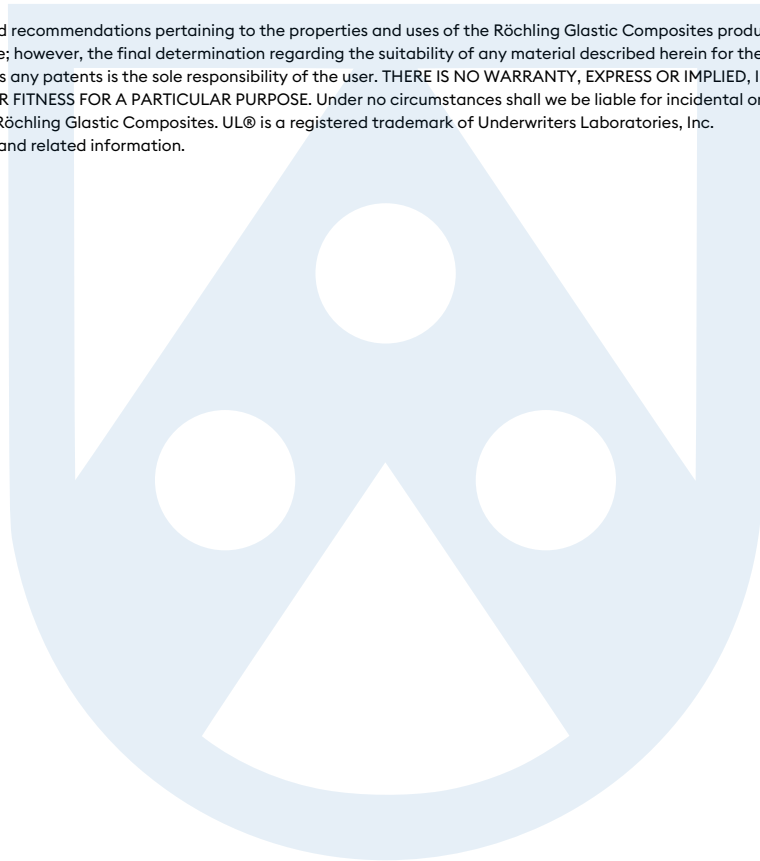 d recommendations pertaining to the properties and uses of the Röchling Glastic Composites produ
e; however, the final determination regarding the suitability of any material described herein for the
s any patents is the sole responsibility of the user. THERE IS NO WARRANTY, EXPRESS OR IMPLIED, I
R FITNESS FOR A PARTICULAR PURPOSE. Under no circumstances shall we be liable for incidental or
Röchling Glastic Composites. UL® is a registered trademark of Underwriters Laboratories, Inc.
and related information.